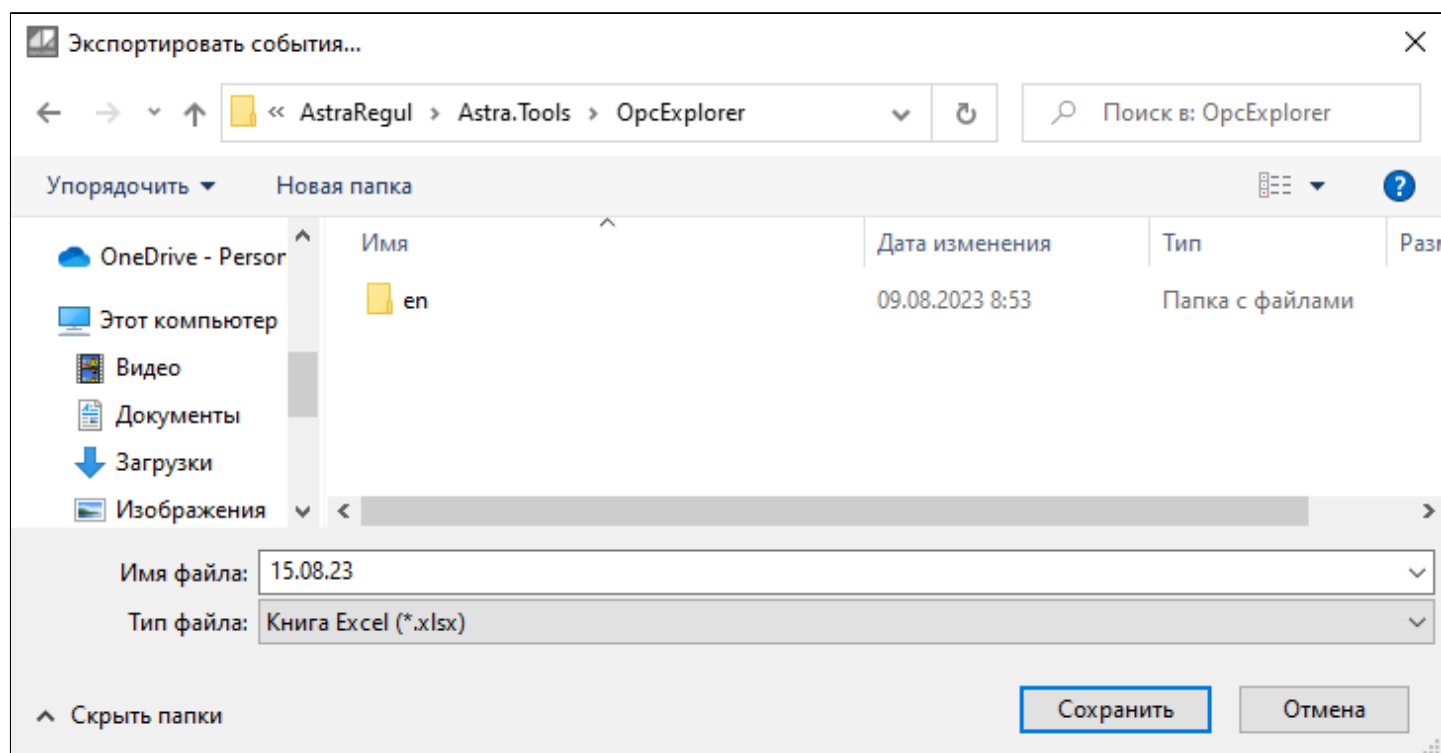 Экспортировать события...
« AstraRegul › Astra.Tools › OpcExplorer
Поиск в: OpcExplorer
Упорядочить
Новая папка
OneDrive - Person
Имя
Дата изменения
Тип
Разм
en
09.08.2023 8:53
Папка с файлами
Этот компьютер
Видео
Документы
Загрузки
Изображения
Имя файла: 15.08.23
Тип файла: Книга Excel (*.xlsx)
Скрыть папки
Сохранить
Отмена